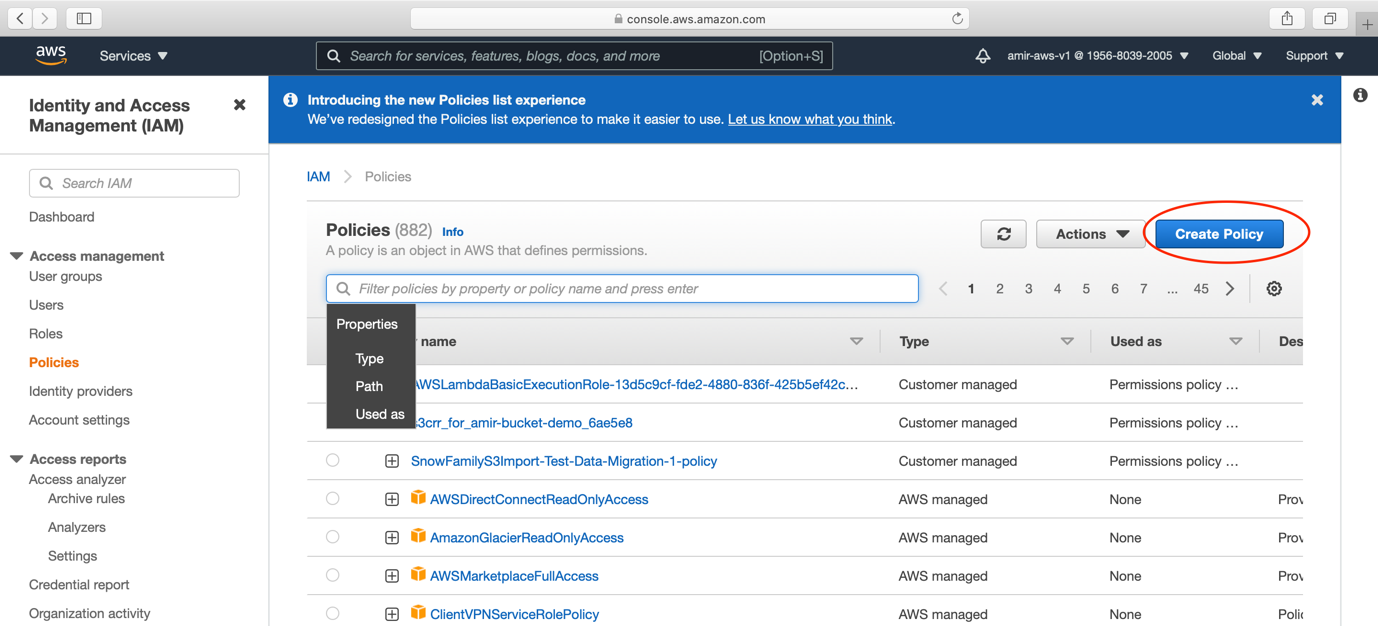 console.aws.amazon.com
aws
Services
Search for services, features, blogs, docs, and more [Option+S]
amir-aws-v1 @ 1956-8039-2005
Global
Support
Identity and Access
Management (IAM)
Search IAM
Dashboard
Access management
User groups
Users
Roles
Policies
Identity providers
Account settings
Access reports
Access analyzer
Archive rules
Analyzers
Settings
Credential report
Organization activity
Introducing the new Policies list experience
We've redesigned the Policies list experience to make it easier to use. Let us know what you think.
IAM Policies
Policies (882) Info
A policy is an object in AWS that defines permissions.
Actions
Create Policy
Filter policies by property or policy name and press enter
1 2 3 4 5 6 7 ... 45
Properties
Type
Path
Used as
name Type Used as Des
AWSLambdaBasicExecutionRole-13d5c9cf-fde2-4880-836f-425b5ef42c... Customer managed Permissions policy ...
s3crr_for_amir-bucket-demo_6ae5e8 Customer managed Permissions policy ...
SnowFamilyS3Import-Test-Data-Migration-1-policy Customer managed Permissions policy ...
AWSDirectConnectReadOnlyAccess AWS managed None Prov
AmazonGlacierReadOnlyAccess AWS managed None Prov
AWSMarketplaceFullAccess AWS managed None Prov
ClientVPNServiceRolePolicy AWS managed None Polic